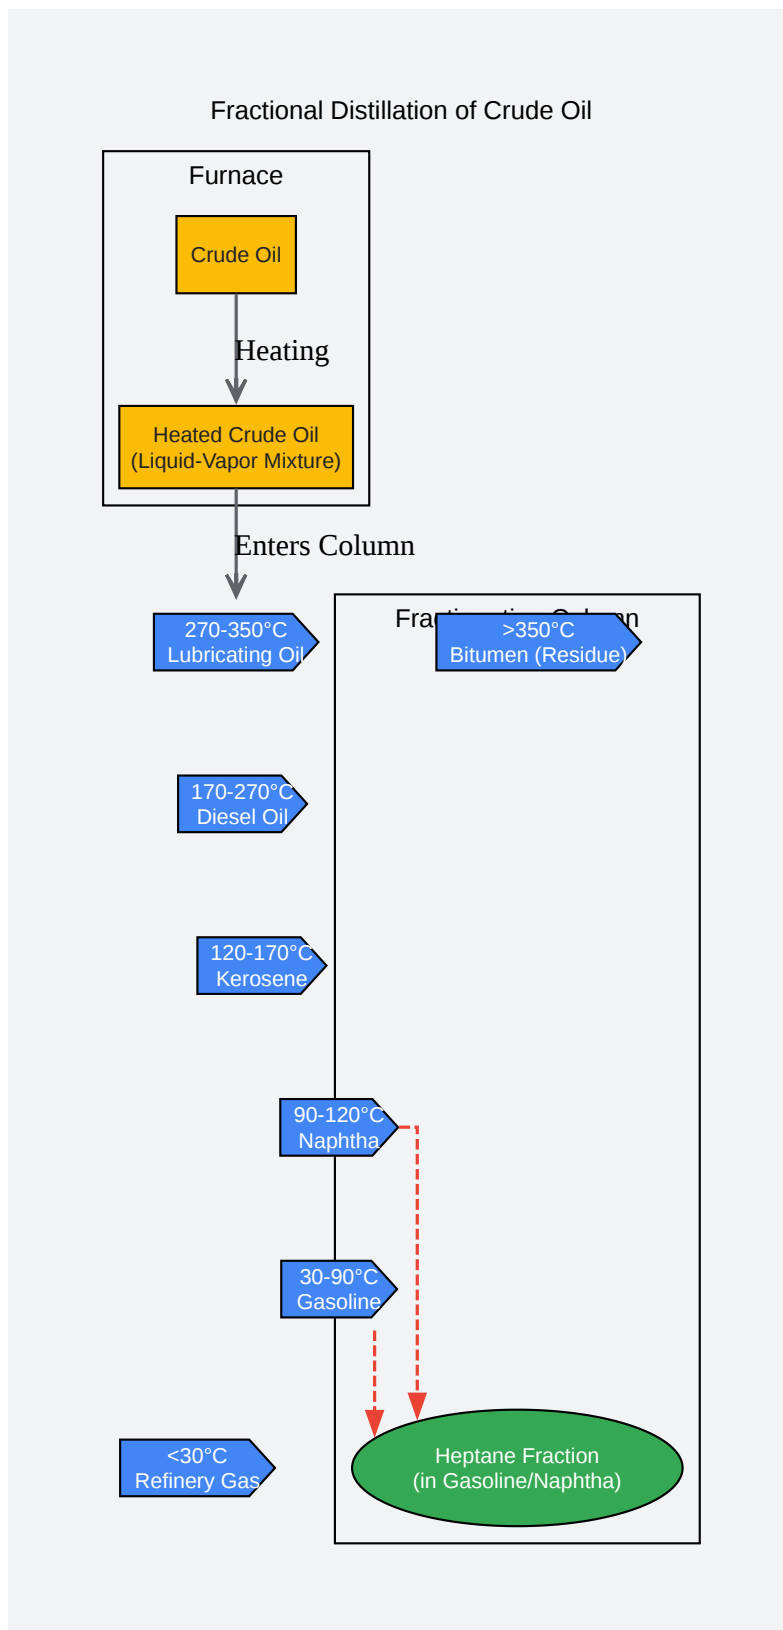 Fractional Distillation of Crude Oil
Furnace
Crude Oil
Heating
Heated Crude Oil
(Liquid-Vapor Mixture)
Enters Column
Fractionating Column
270-350°C
Lubricating Oil
>350°C
Bitumen (Residue)
170-270°C
Diesel Oil
120-170°C
Kerosene
90-120°C
Naphtha
30-90°C
Gasoline
<30°C
Refinery Gas
Heptane Fraction
(in Gasoline/Naphtha)